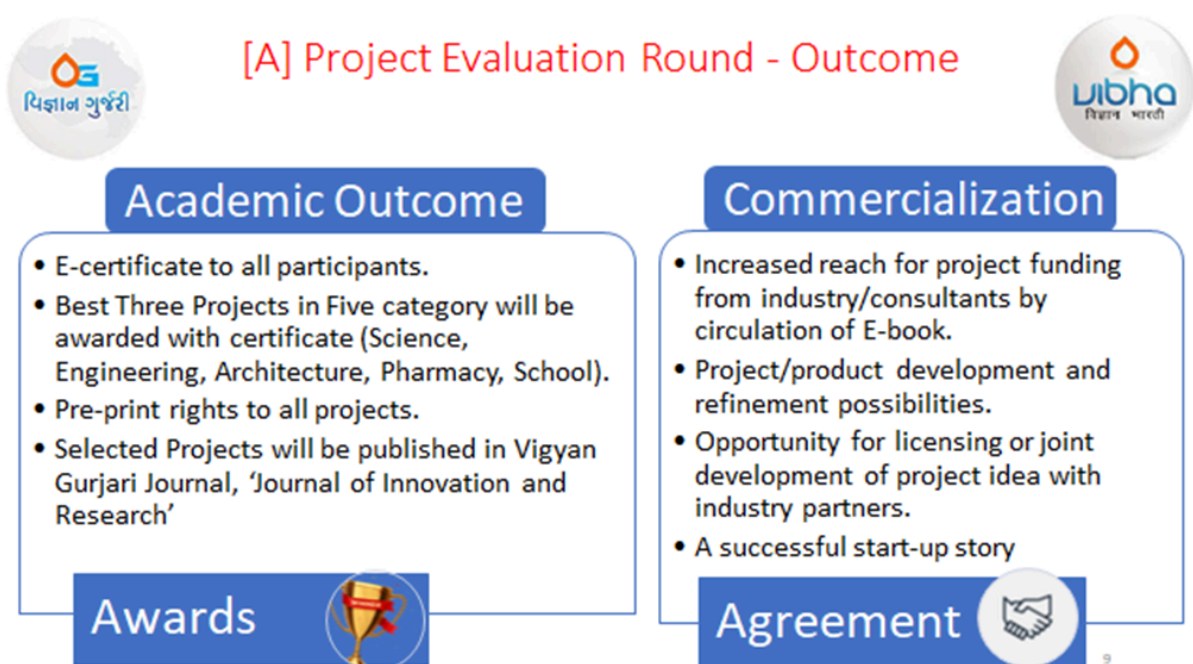 [A] Project Evaluation Round - Outcome
વિજ્ઞાન ગુર્જરી
vibha
विज्ञान भारती
Academic Outcome
• E-certificate to all participants.
• Best Three Projects in Five category will be
awarded with certificate (Science,
Engineering, Architecture, Pharmacy, School).
• Pre-print rights to all projects.
• Selected Projects will be published in Vigyan
Gurjari Journal, ‘Journal of Innovation and
Research’
Awards
Commercialization
• Increased reach for project funding
from industry/consultants by
circulation of E-book.
• Project/product development and
refinement possibilities.
• Opportunity for licensing or joint
development of project idea with
industry partners.
• A successful start-up story
Agreement
9